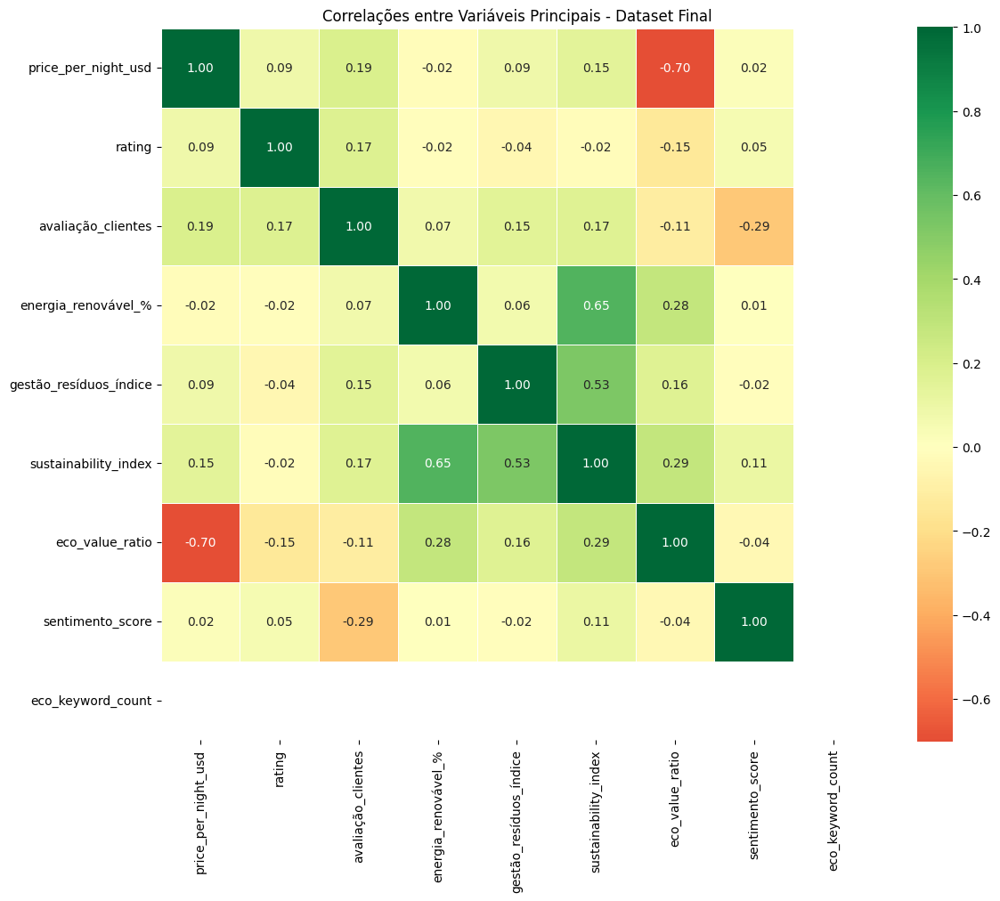 Correlações entre Variáveis Principais - Dataset Final
price_per_night_usd 1.00 0.09 0.19 -0.02 0.09 0.15 -0.70 0.02
rating 0.09 1.00 0.17 -0.02 -0.04 -0.02 -0.15 0.05
avaliação_clientes 0.19 0.17 1.00 0.07 0.15 0.17 -0.11 -0.29
energia_renovável_% -0.02 -0.02 0.07 1.00 0.06 0.65 0.28 0.01
gestão_resíduos_índice 0.09 -0.04 0.15 0.06 1.00 0.53 0.16 -0.02
sustainability_index 0.15 -0.02 0.17 0.65 0.53 1.00 0.29 0.11
eco_value_ratio -0.70 -0.15 -0.11 0.28 0.16 0.29 1.00 -0.04
sentimento_score 0.02 0.05 -0.29 0.01 -0.02 0.11 -0.04 1.00
eco_keyword_count
price_per_night_usd
rating
avaliação_clientes
energia_renovável_%
gestão_resíduos_índice
sustainability_index
eco_value_ratio
sentimento_score
eco_keyword_count
1.0
0.8
0.6
0.4
0.2
0.0
−0.2
−0.4
−0.6